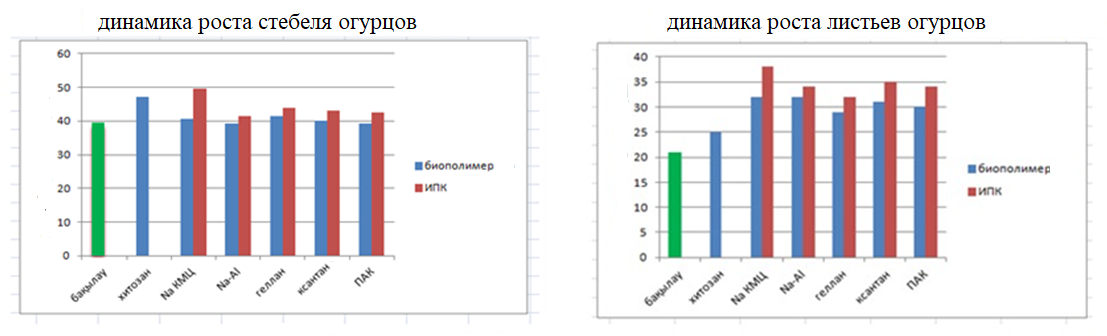 динамика роста стебеля огурцов
60
50
40
30
20
10
0
бақылау
хитозан
Na КМЦ
Na-Al
геллан
ксантан
ПАК
биополимер
ИПК
динамика роста листьев огурцов
40
35
30
25
20
15
10
5
0
бақылау
хитозан
Na КМЦ
Na-Al
геллан
ксантан
ПАК
биополимер
ИПК